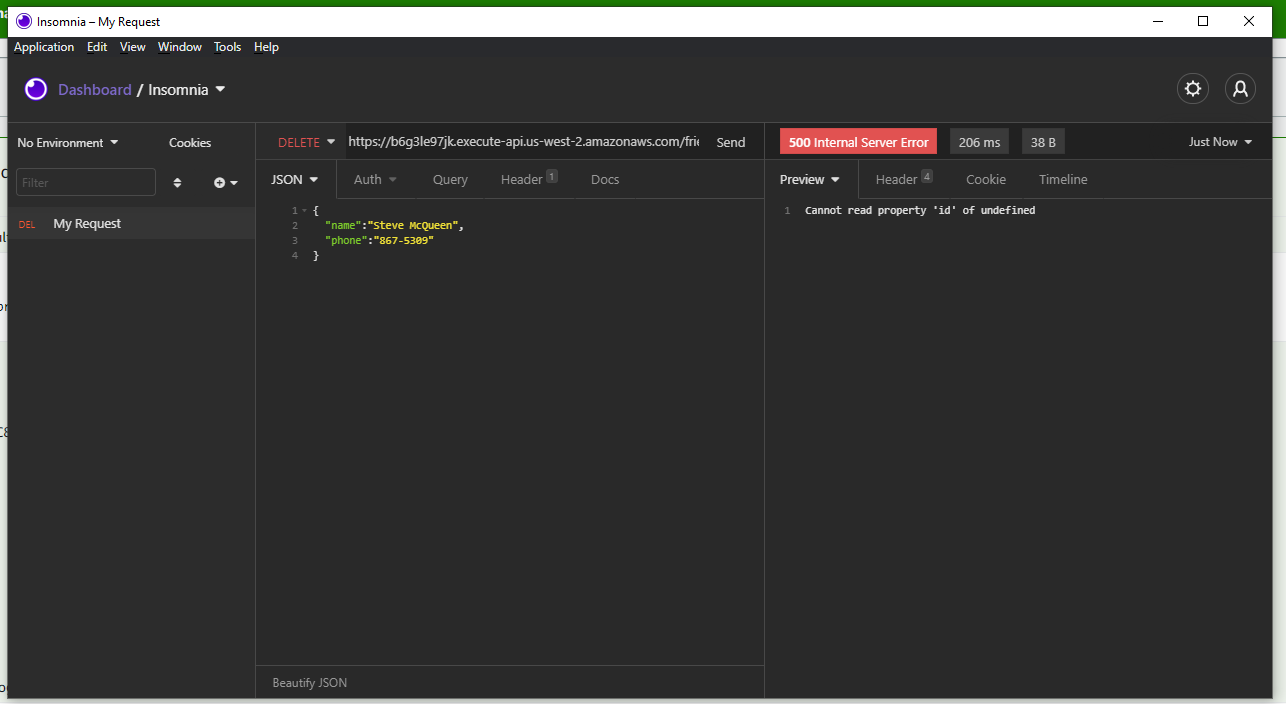 Insomnia – My Request
Application Edit View Window Tools Help
Dashboard / Insomnia
No Environment Cookies
Filter
DEL My Request
DELETE https://b6g3le97jk.execute-api.us-west-2.amazonaws.com/frie Send
JSON Auth Query Header 1 Docs
1 {
2 "name":"Steve McQueen",
3 "phone":"867-5309"
4 }
Beautify JSON
500 Internal Server Error 206 ms 38 B Just Now
Preview Header 4 Cookie Timeline
1 Cannot read property 'id' of undefined